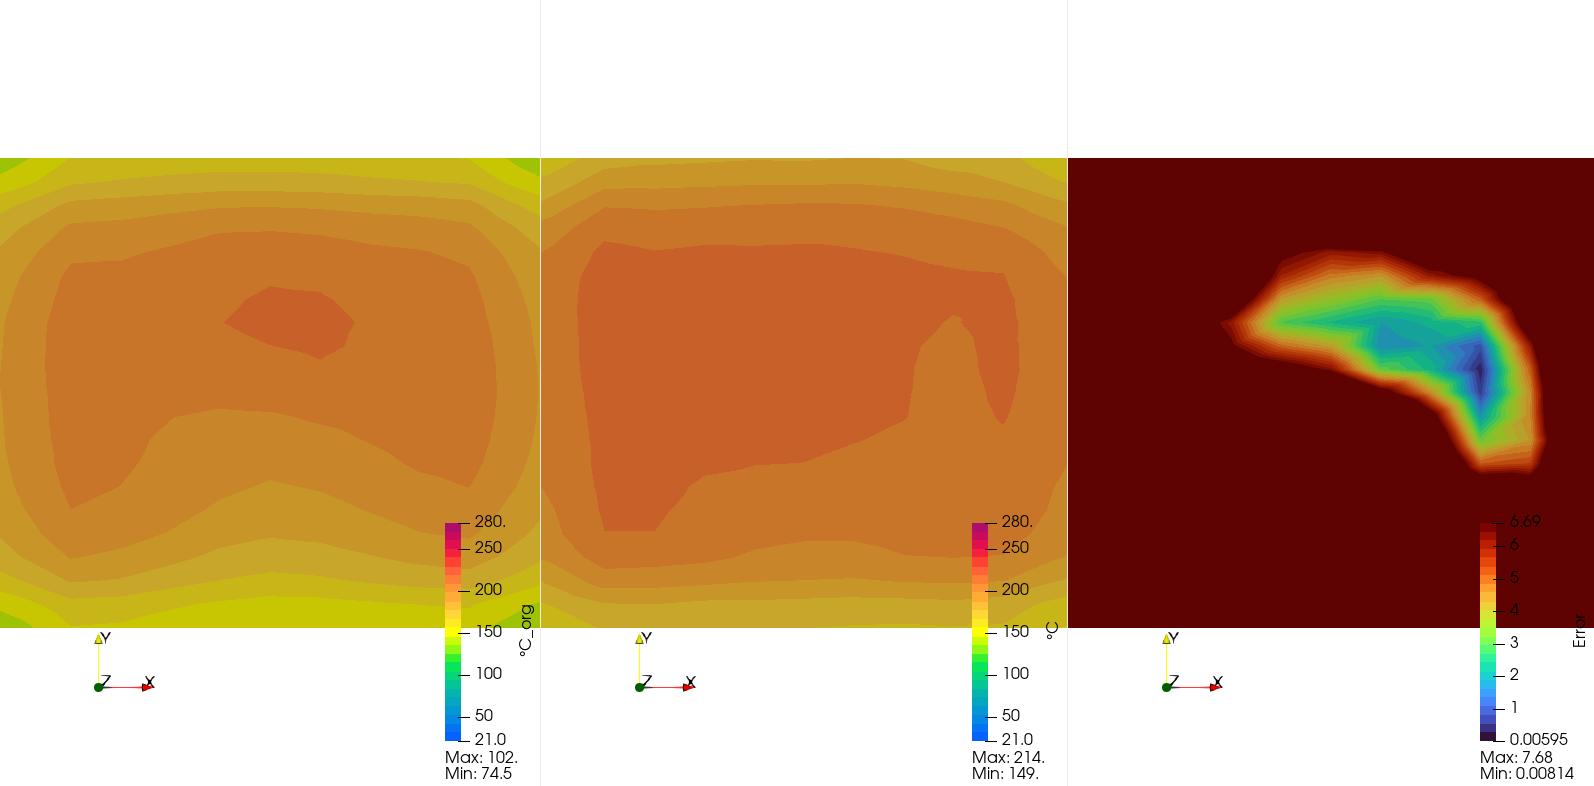 280.
250
200
150
100
50
21.0
°C_org
Max: 102.
Min: 74.5
Y
Z
X
280.
250
200
150
100
50
21.0
°C
Max: 214.
Min: 149.
Y
Z
X
6.69
6
5
4
3
2
1
0.00595
Error
Max: 7.68
Min: 0.00814
Y
Z
X